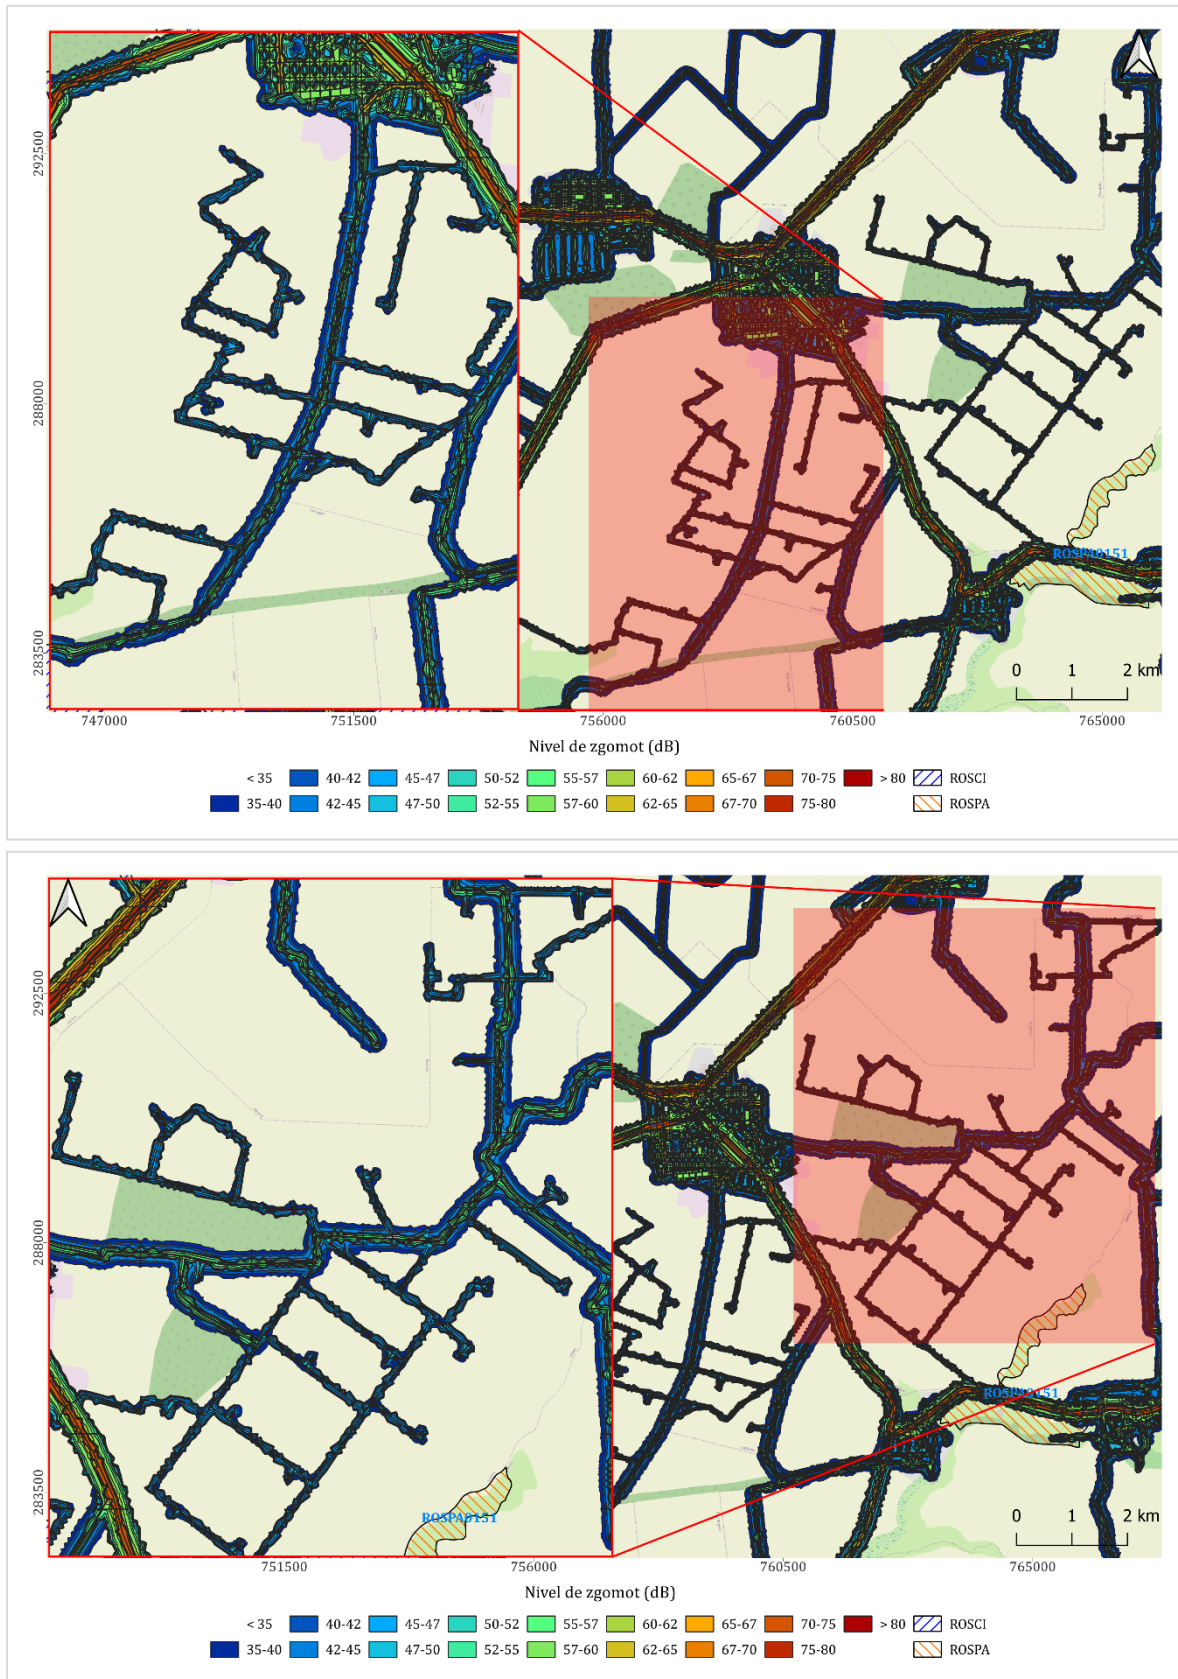 292500
288000
283500
ROSPA0151
0 1 2 km
747000 751500 756000 760500 765000
Nivel de zgomot (dB)
< 35 40-42 45-47 50-52 55-57 60-62 65-67 70-75 > 80 ROSCI
35-40 42-45 47-50 52-55 57-60 62-65 67-70 75-80 ROSPA
292500
288000
283500
ROSPA0151
ROSPA0151
0 1 2 km
751500 756000 760500 765000
Nivel de zgomot (dB)
< 35 40-42 45-47 50-52 55-57 60-62 65-67 70-75 > 80 ROSCI
35-40 42-45 47-50 52-55 57-60 62-65 67-70 75-80 ROSPA